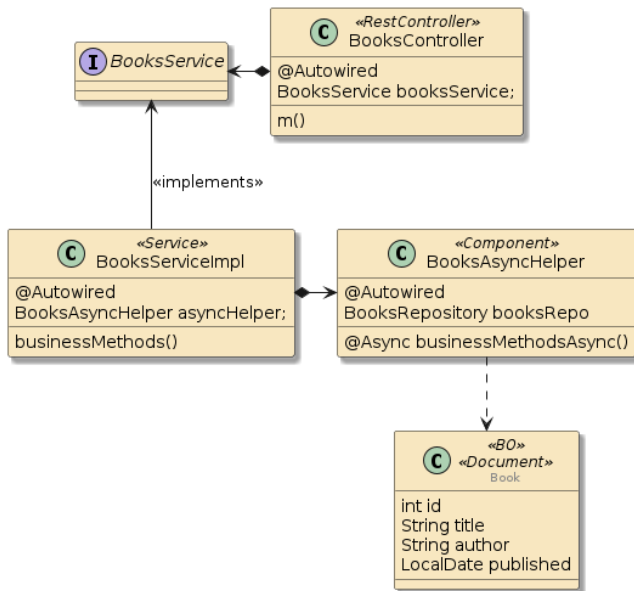 «RestController»
C BooksController
@Autowired
BooksService booksService;
m()
I BooksService
«implements»
«Service»
C BooksServiceImpl
@Autowired
BooksAsyncHelper asyncHelper;
businessMethods()
«Component»
C BooksAsyncHelper
@Autowired
BooksRepository booksRepo
@Async businessMethodsAsync()
«BO»
C «Document»
Book
int id
String title
String author
LocalDate published